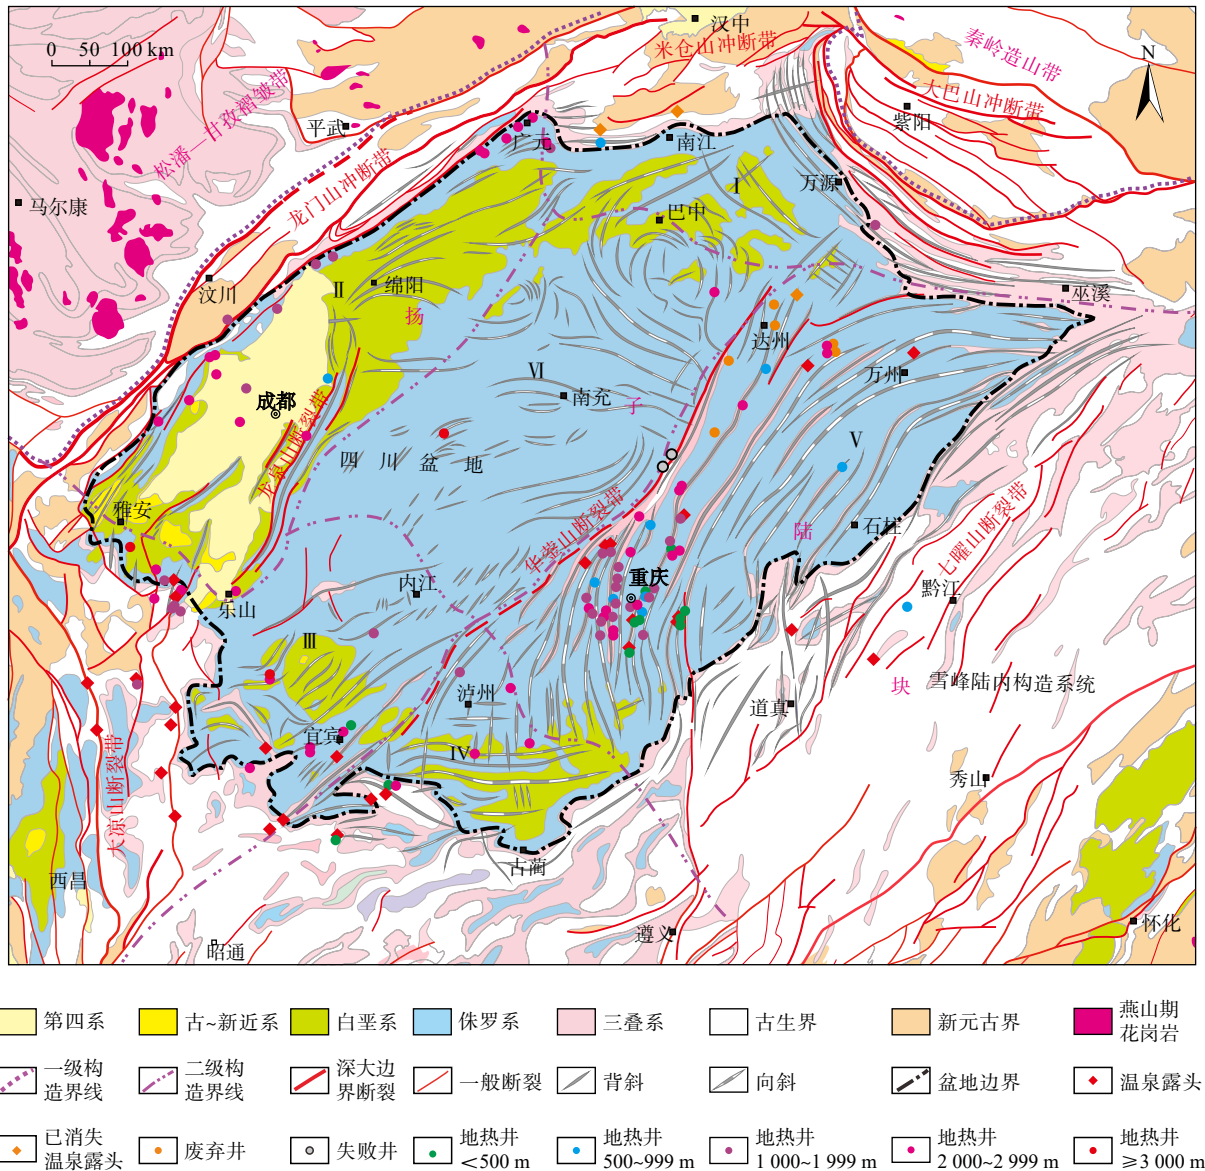 汉中
0 50 100 km
米仓山冲断带
秦岭造山带
N
大巴山冲断带
紫阳
松潘—甘孜褶皱带
平武
广元
南江
龙门山冲断带
I
万源
马尔康
巴中
汶川
II
绵阳
扬
巫溪
达州
VI
万州
南充
子
成都
龙泉山断裂带
四川盆地
V
雅安
华蓥山断裂带
陆
石柱
七曜山断裂带
内江
重庆
黔江
乐山
III
泸州
块
雪峰陆内构造系统
道真
宜宾
IV
秀山
大凉山断裂带
古蔺
西昌
昭通
遵义
怀化
第四系
古~新近系
白垩系
侏罗系
三叠系
古生界
新元古界
燕山期
花岗岩
一级构
造界线
二级构
造界线
深大边
界断裂
一般断裂
背斜
向斜
盆地边界
温泉露头
已消失
温泉露头
废弃井
失败井
地热井
<500 m
地热井
500~999 m
地热井
1 000~1 999 m
地热井
2 000~2 999 m
地热井
≥3 000 m